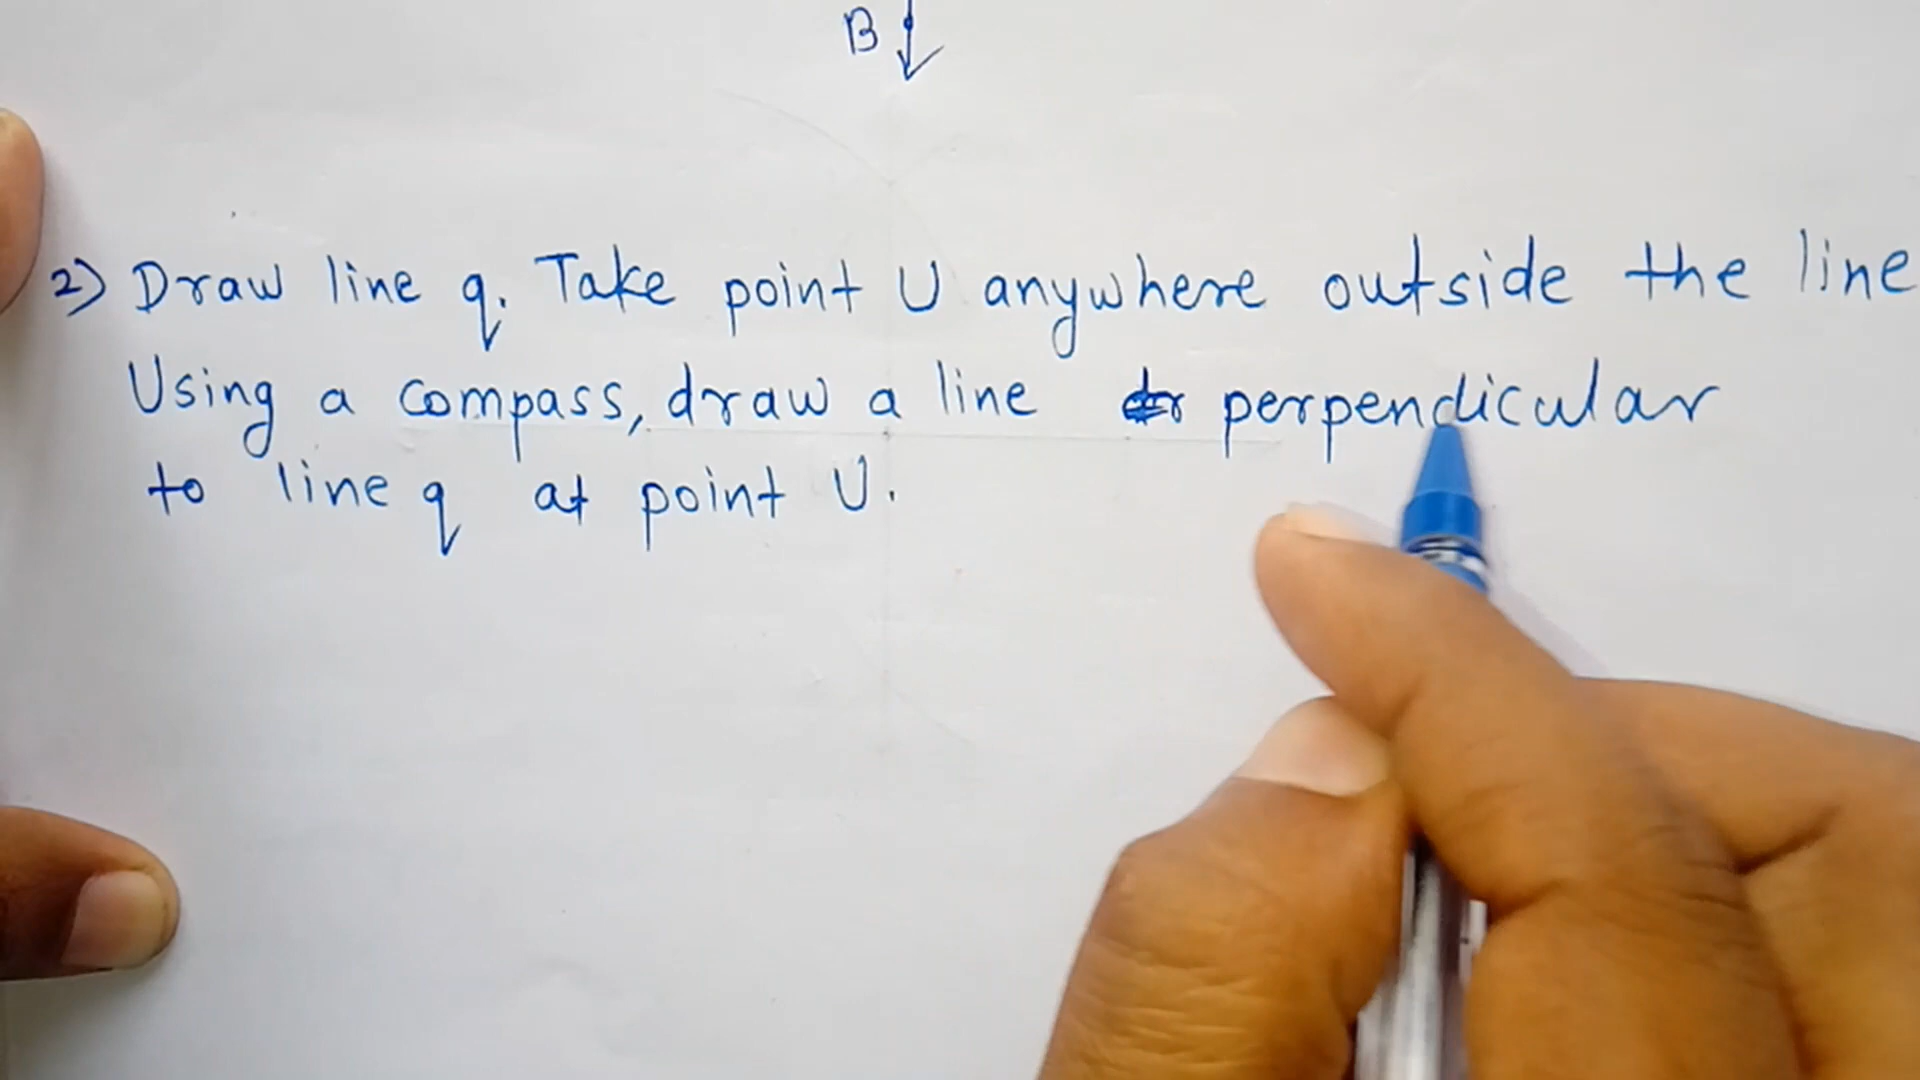 B
2) Draw line q. Take point U anywhere outside the line
Using a compass, draw a line perpendicular
to line q at point U.